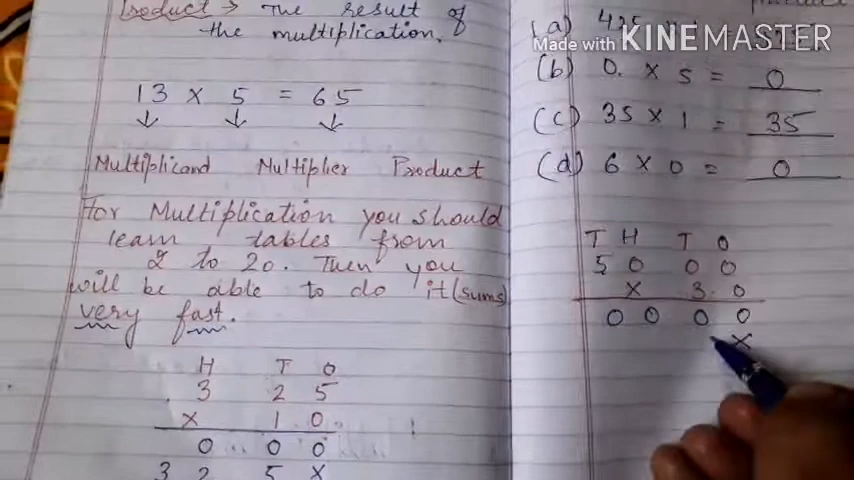 Product → The result of
the multiplication.
13 x 5 = 65
↓ ↓ ↓
Multiplicand Multiplier Product
For Multiplication you should
learn tables from
2 to 20. Then you
will be able to do it (sums)
very fast.
H T O
3 2 5
x 1 0
0 0 0
3 2 5 x
(a)
Made with KINEMASTER
(b) 0. x 5 = 0
(c) 35 x 1 = 35
(d) 6 x 0 = 0
T H T O
5 0 0 0
x 3 0
0 0 0 0
x